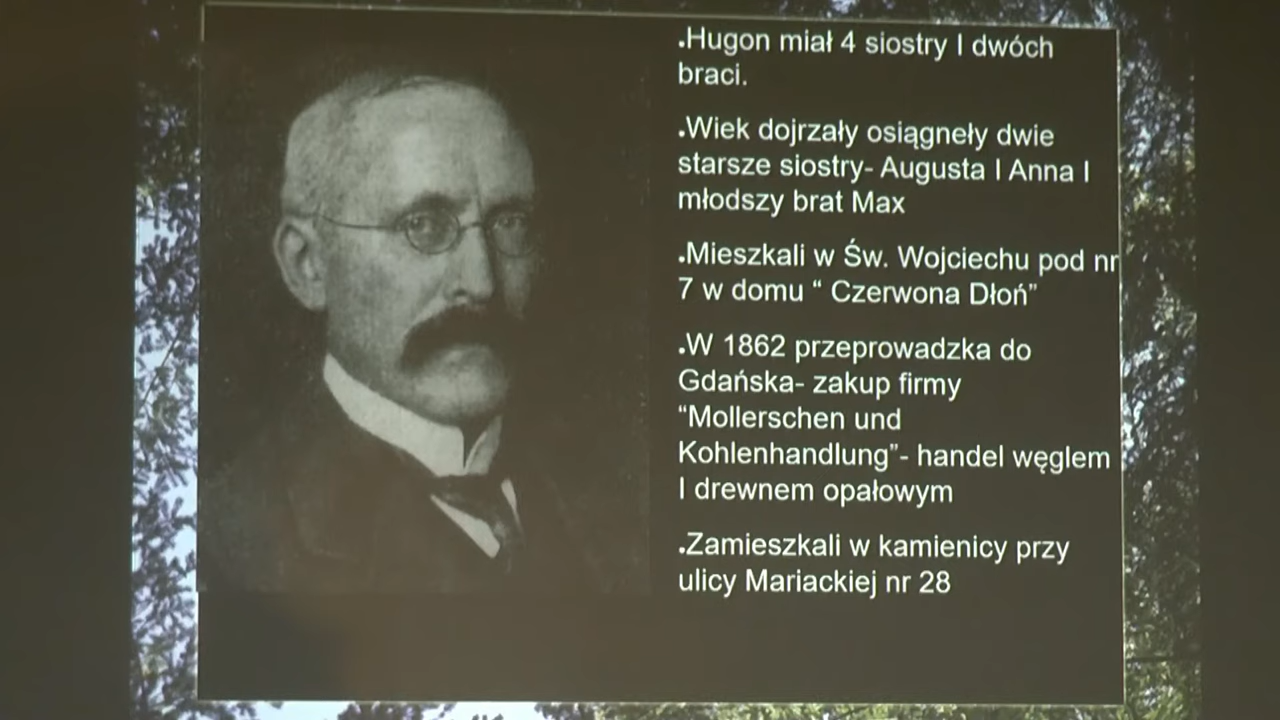 .Hugon miał 4 siostry I dwóch
braci.
.Wiek dojrzały osiągneły dwie
starsze siostry- Augusta I Anna I
młodszy brat Max
.Mieszkali w Św. Wojciechu pod nr
7 w domu “ Czerwona Dłoń”
.W 1862 przeprowadzka do
Gdańska- zakup firmy
“Mollerschen und
Kohlenhandlung”- handel węglem
I drewnem opałowym
.Zamieszkali w kamienicy przy
ulicy Mariackiej nr 28